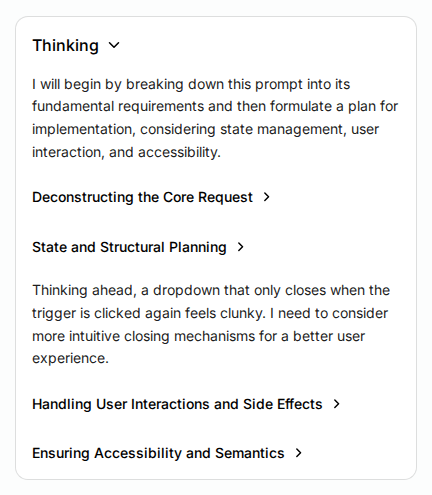 Thinking
I will begin by breaking down this prompt into its
fundamental requirements and then formulate a plan for
implementation, considering state management, user
interaction, and accessibility.
Deconstructing the Core Request
State and Structural Planning
Thinking ahead, a dropdown that only closes when the
trigger is clicked again feels clunky. I need to consider
more intuitive closing mechanisms for a better user
experience.
Handling User Interactions and Side Effects
Ensuring Accessibility and Semantics